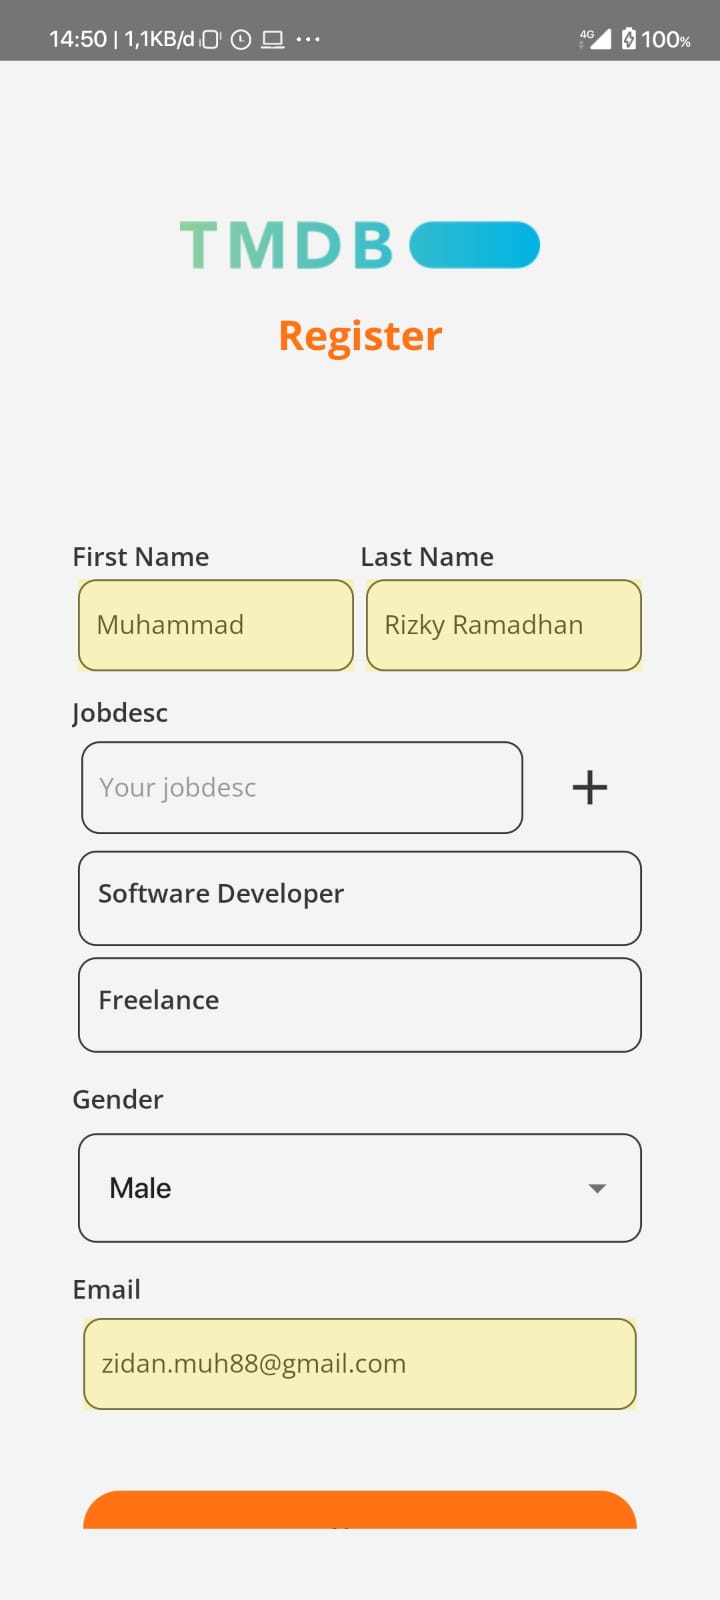 14:50 | 1,1KB/d ... 4G 100%
TMDB
Register
First Name Last Name
Muhammad Rizky Ramadhan
Jobdesc
Your jobdesc +
Software Developer
Freelance
Gender
Male
Email
zidan.muh88@gmail.com